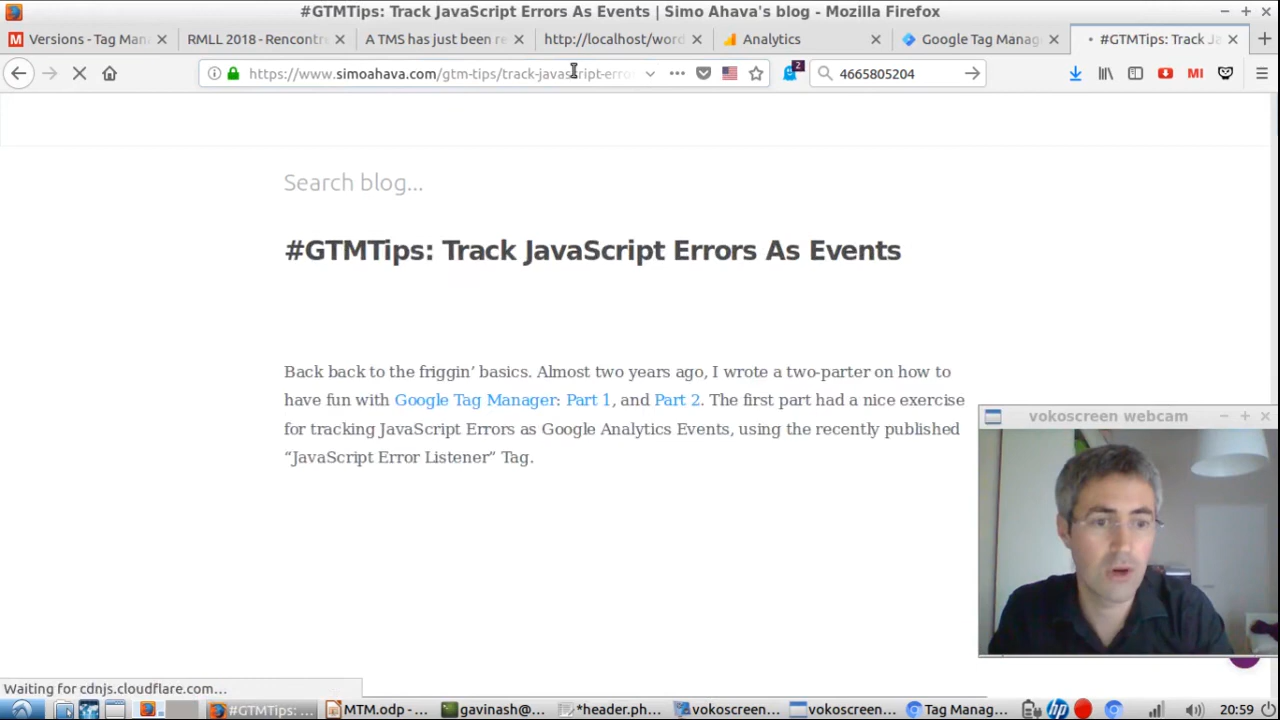 #GTMTips: Track JavaScript Errors As Events | Simo Ahava's blog - Mozilla Firefox
Versions - Tag Man
RMLL 2018 - Rencontr
A TMS has just been re
http://localhost/word
Analytics
Google Tag Manag
#GTMTips: Track Ja
https://www.simoahava.com/gtm-tips/track-javascript-erro
2
4665805204
MI
Search blog...
#GTMTips: Track JavaScript Errors As Events
Back back to the friggin’ basics. Almost two years ago, I wrote a two-parter on how to
have fun with Google Tag Manager: Part 1, and Part 2. The first part had a nice exercise
for tracking JavaScript Errors as Google Analytics Events, using the recently published
“JavaScript Error Listener” Tag.
vokoscreen webcam
Waiting for cdnjs.cloudflare.com...
#GTMTips: ...
MTM.odp - ...
gavinash@...
*header.ph...
vokoscreen...
vokoscreen...
Tag Manag...
hp
20:59